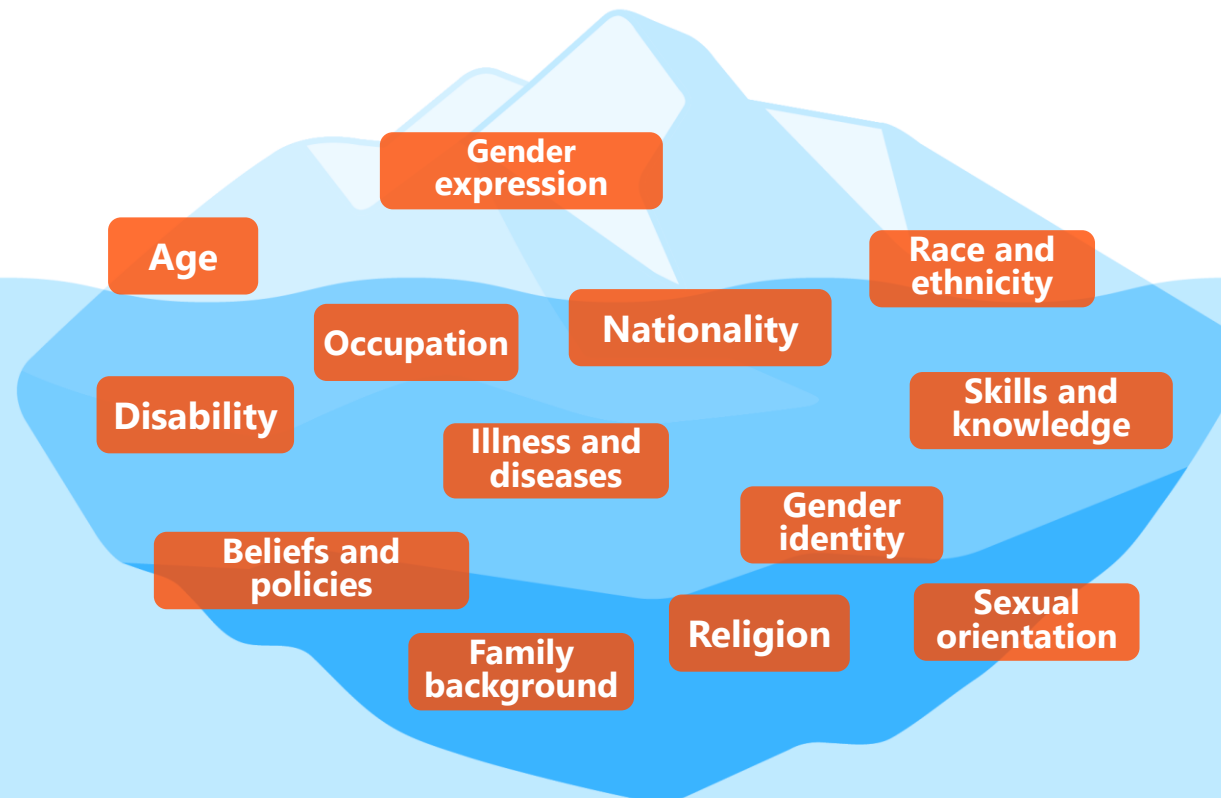 Gender
expression
Age
Race and
ethnicity
Occupation
Nationality
Disability
Skills and
knowledge
Illness and
diseases
Gender
identity
Beliefs and
policies
Sexual
orientation
Religion
Family
background